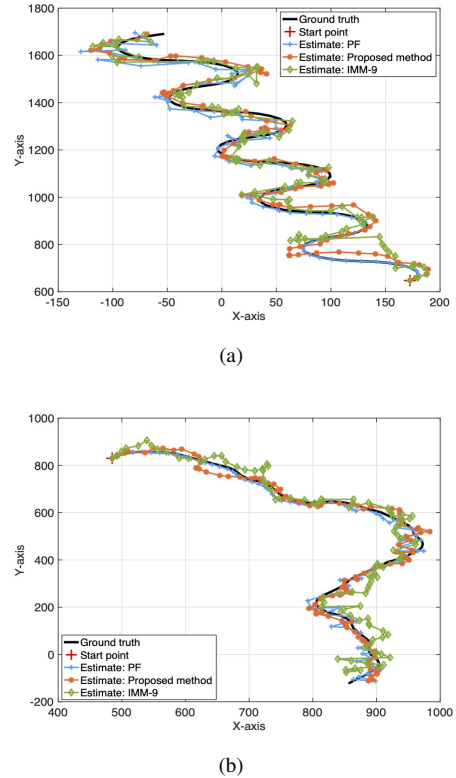 1800
1600
1400
1200
1000
800
600
Y-axis
-150
-100
-50
0
50
100
150
200
X-axis
Ground truth
Start point
Estimate: PF
Estimate: Proposed method
Estimate: IMM-9
(a)
1000
800
600
400
200
0
-200
Y-axis
Ground truth
Start point
Estimate: PF
Estimate: Proposed method
Estimate: IMM-9
400
500
600
700
800
900
1000
X-axis
(b)